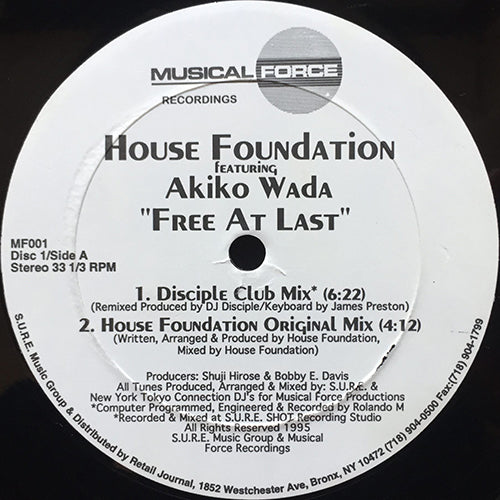 MUSICAL FORCE
RECORDINGS
HOUSE FOUNDATION
FEATURING
AKIKO WADA
"FREE AT LAST"
MF001
Disc 1/Side A
Stereo 33 1/3 RPM
1. DISCIPLE CLUB MIX* (6:22)
(Remixed Produced by DJ Disciple/Keyboard by James Preston)
2. HOUSE FOUNDATION ORIGINAL MIX (4:12)
(Written, Arranged & Produced by House Foundation,
Mixed by House Foundation)
Producers: Shuji Hirose & Bobby E. Davis
All Tunes Produced, Arranged & Mixed by: S.U.R.E. &
New York Tokyo Connection DJ's for Musical Force Productions
*Computer Programmed, Engineered & Recorded by Rolando M
*Recorded & Mixed at S.U.R.E. SHOT Recording Studio
All Rights Reserved 1995
S.U.R.E. Music Group & Musical
Force Recordings
S.U.R.E. Music Group & Distributed by Retail Journal, 1852 Westchester Ave, Bronx, NY 10472 (718) 904-0500 Fax:(718) 904-1799